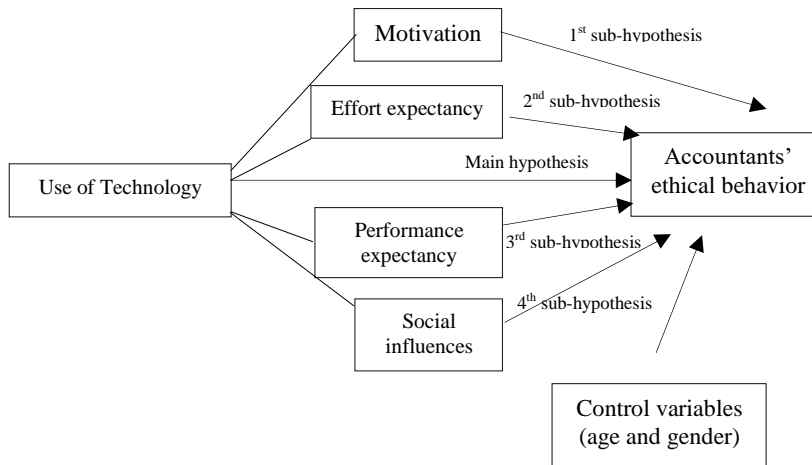 Motivation
1st sub-hypothesis
Effort expectancy
2nd sub-hypothesis
Use of Technology
Main hypothesis
Accountants'
ethical behavior
Performance
expectancy
3rd sub-hypothesis
Social
influences
4th sub-hypothesis
Control variables
(age and gender)